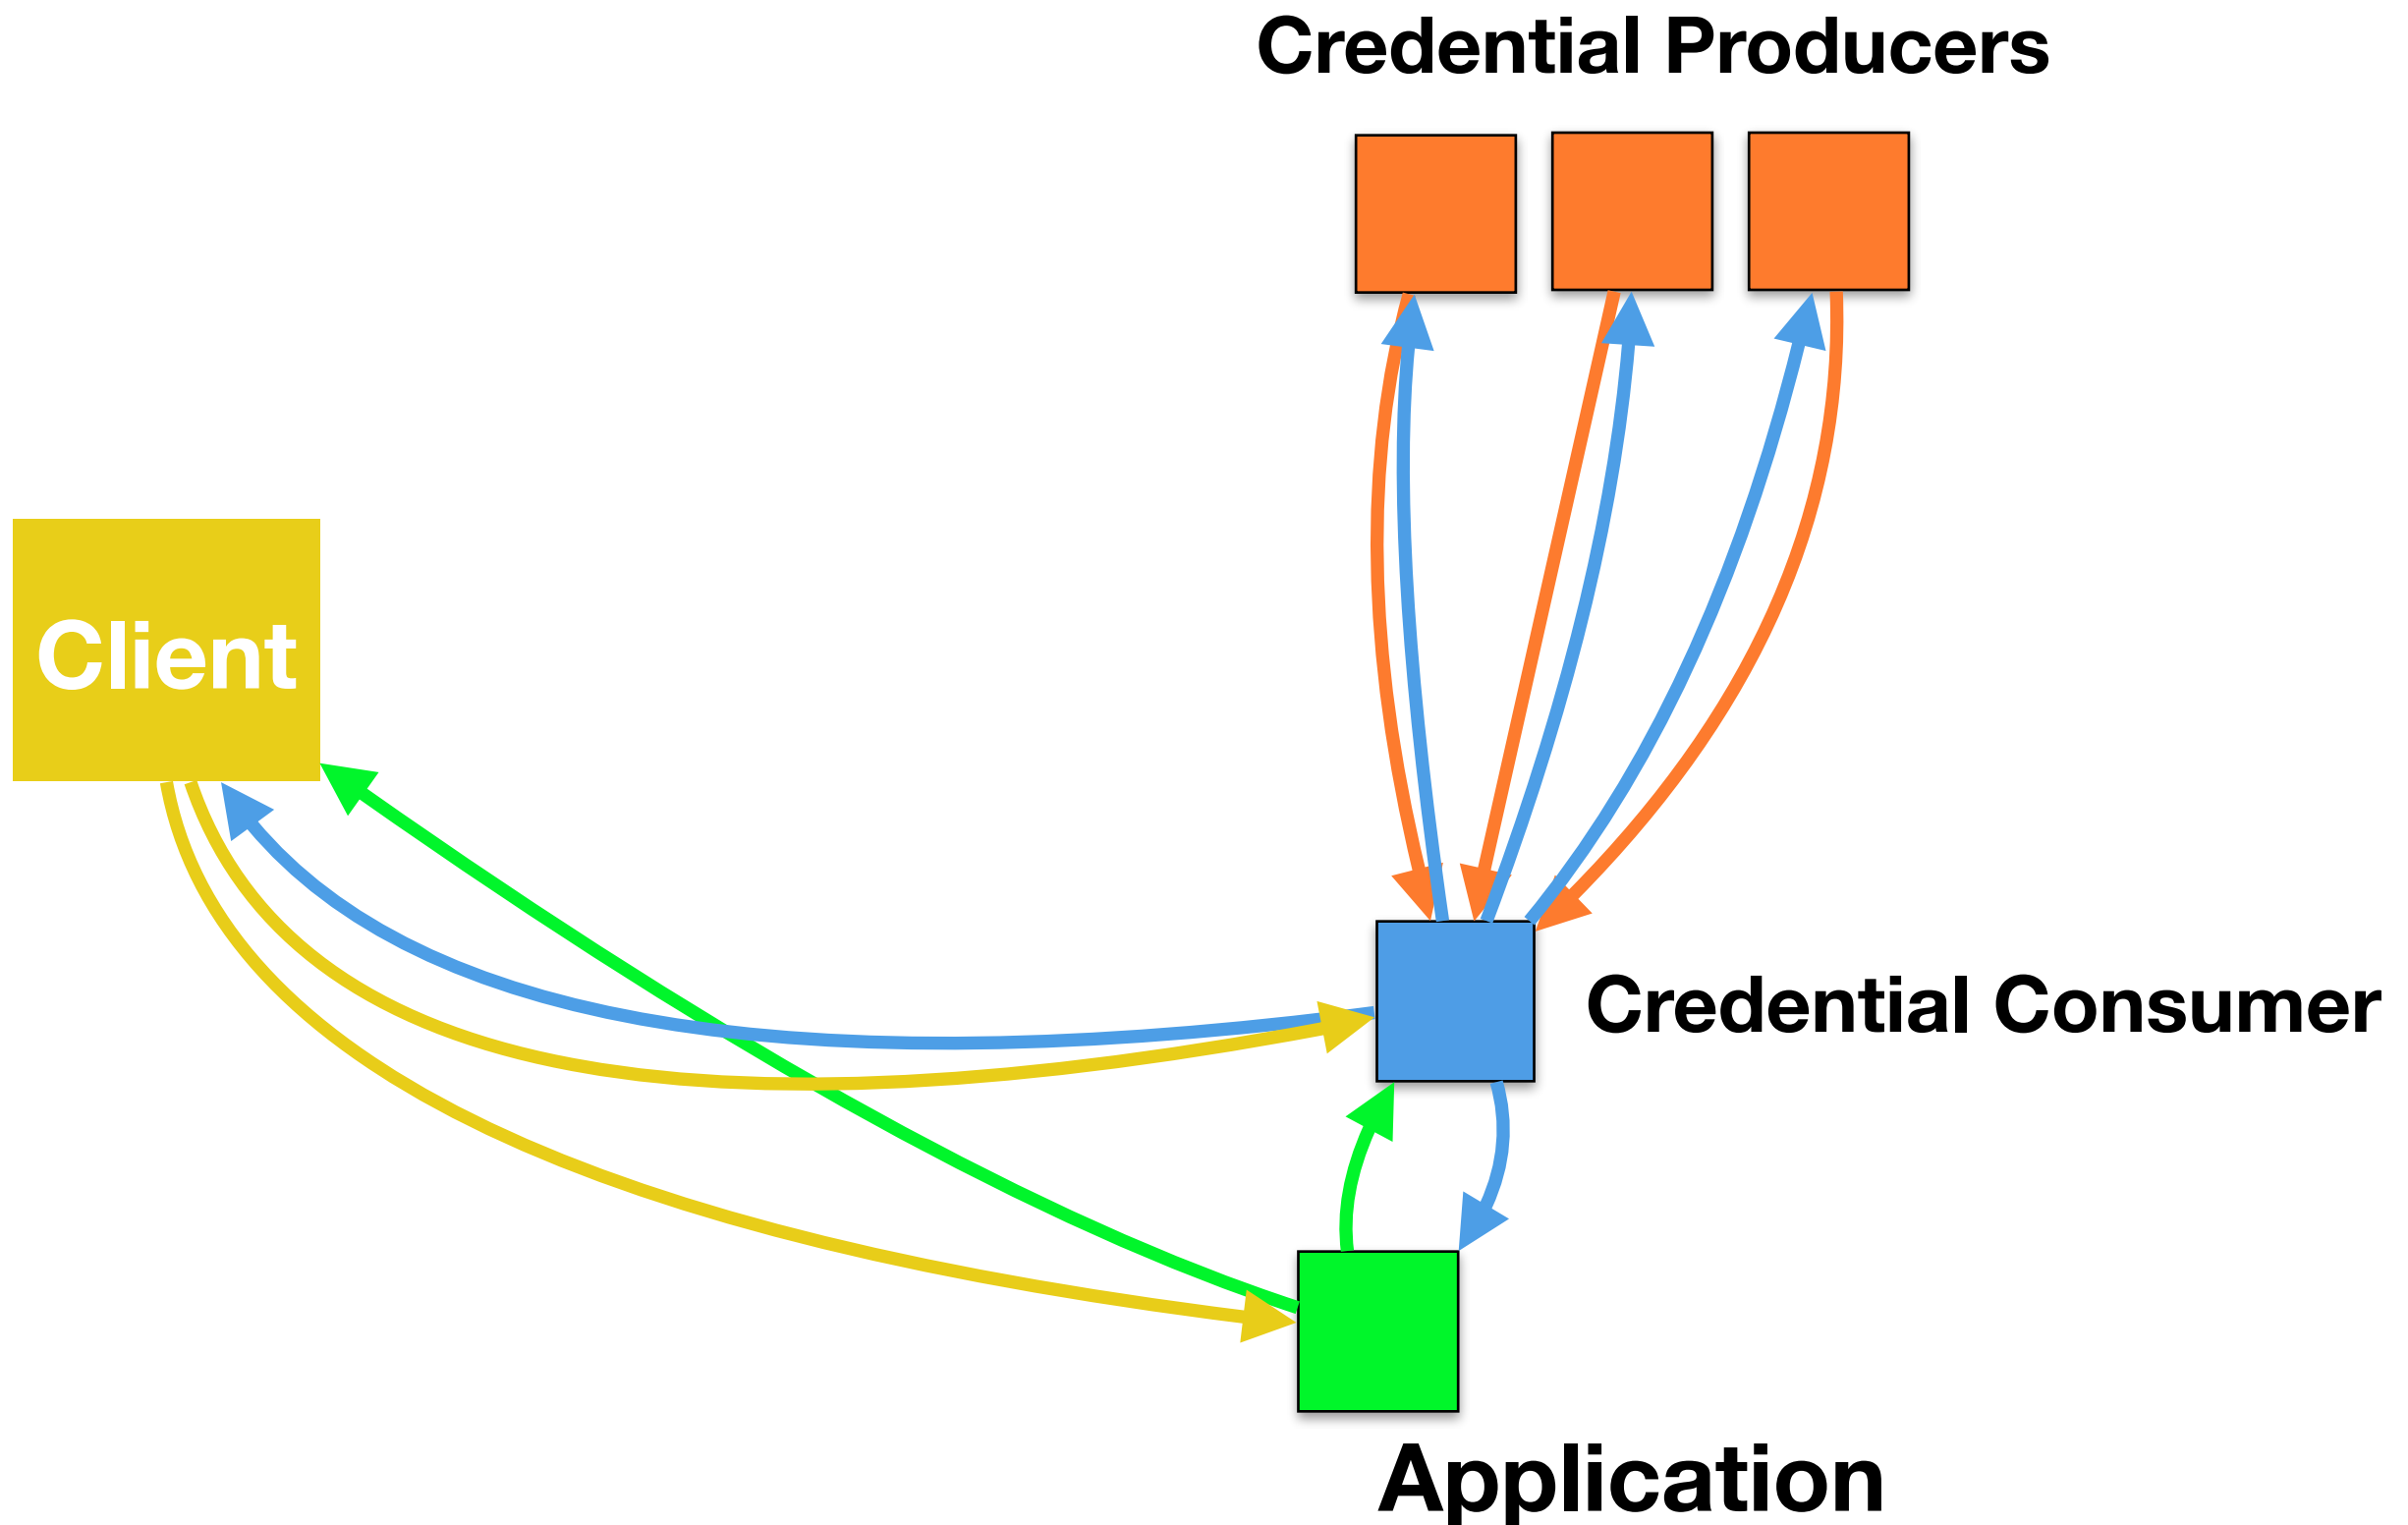 Credential Producers
Client
Credential Consumer
Application